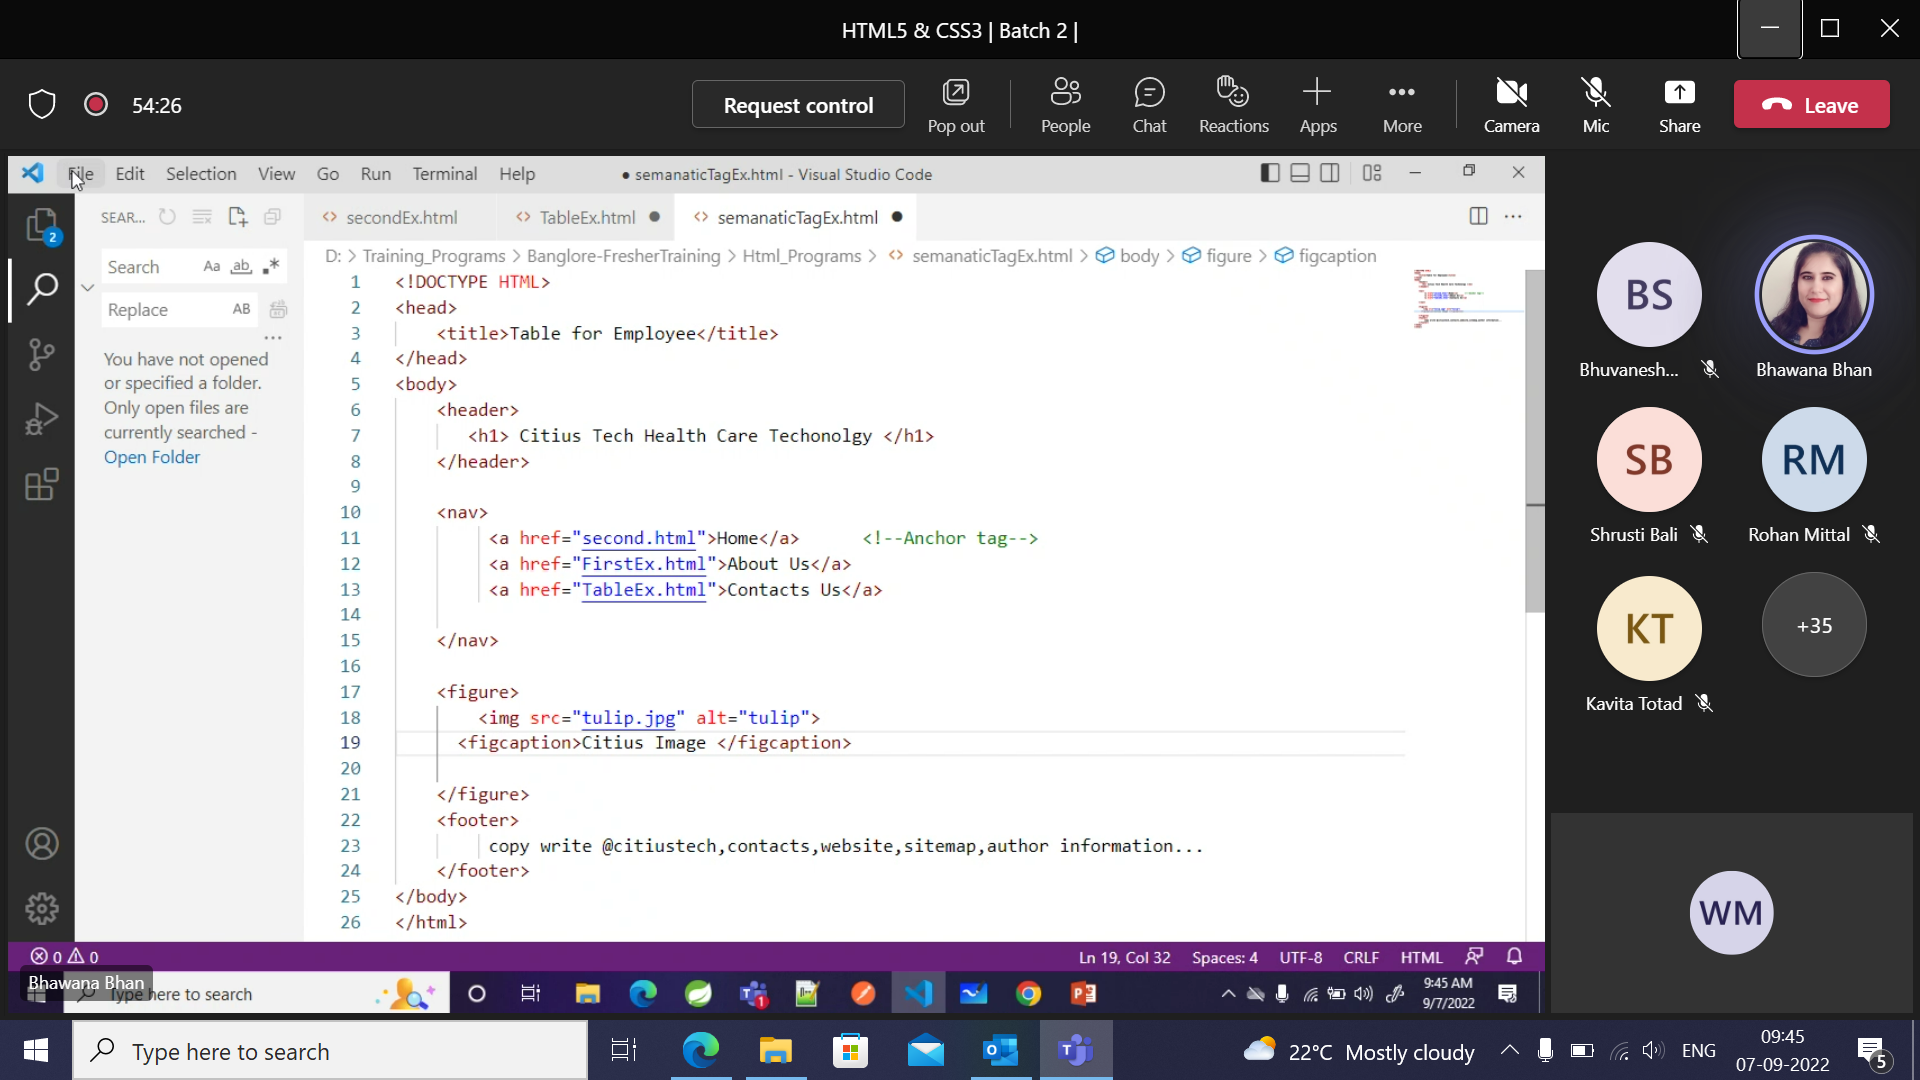 HTML5 & CSS3 | Batch 2 |
54:26
Request control
Pop out
People
Chat
Reactions
Apps
More
Camera
Mic
Share
Leave
File Edit Selection View Go Run Terminal Help
● semanaticTagEx.html - Visual Studio Code
SEAR...
secondEx.html
TableEx.html
semanaticTagEx.html
D: > Training_Programs > Banglore-FresherTraining > Html_Programs > semanaticTagEx.html > body > figure > figcaption
2
Search Aa ab
Replace AB
You have not opened
or specified a folder.
Only open files are
currently searched -
Open Folder
1 <!DOCTYPE HTML>
2 <head>
3 <title>Table for Employee</title>
4 </head>
5 <body>
6 <header>
7 <h1> Citius Tech Health Care Techonolgy </h1>
8 </header>
9
10 <nav>
11 <a href="second.html">Home</a> <!--Anchor tag-->
12 <a href="FirstEx.html">About Us</a>
13 <a href="TableEx.html">Contacts Us</a>
14
15 </nav>
16
17 <figure>
18 <img src="tulip.jpg" alt="tulip">
19 <figcaption>Citius Image </figcaption>
20
21 </figure>
22 <footer>
23 copy write @citiustech,contacts,website,sitemap,author information...
24 </footer>
25 </body>
26 </html>
0 0
Ln 19, Col 32 Spaces: 4 UTF-8 CRLF HTML
Bhawana Bhan
Type here to search
1
9:45 AM
9/7/2022
BS
Bhuvanesh...
Bhawana Bhan
SB
Shrusti Bali
RM
Rohan Mittal
KT
Kavita Totad
+35
WM
Type here to search
22°C Mostly cloudy
ENG
09:45
07-09-2022
5